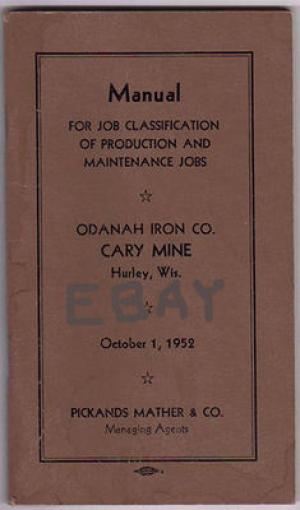 Manual
FOR JOB CLASSIFICATION
OF PRODUCTION AND
MAINTENANCE JOBS
ODANAH IRON CO.
CARY MINE
Hurley, Wis.
EBAY
October 1, 1952
PICKANDS MATHER & CO.
Managing Agents